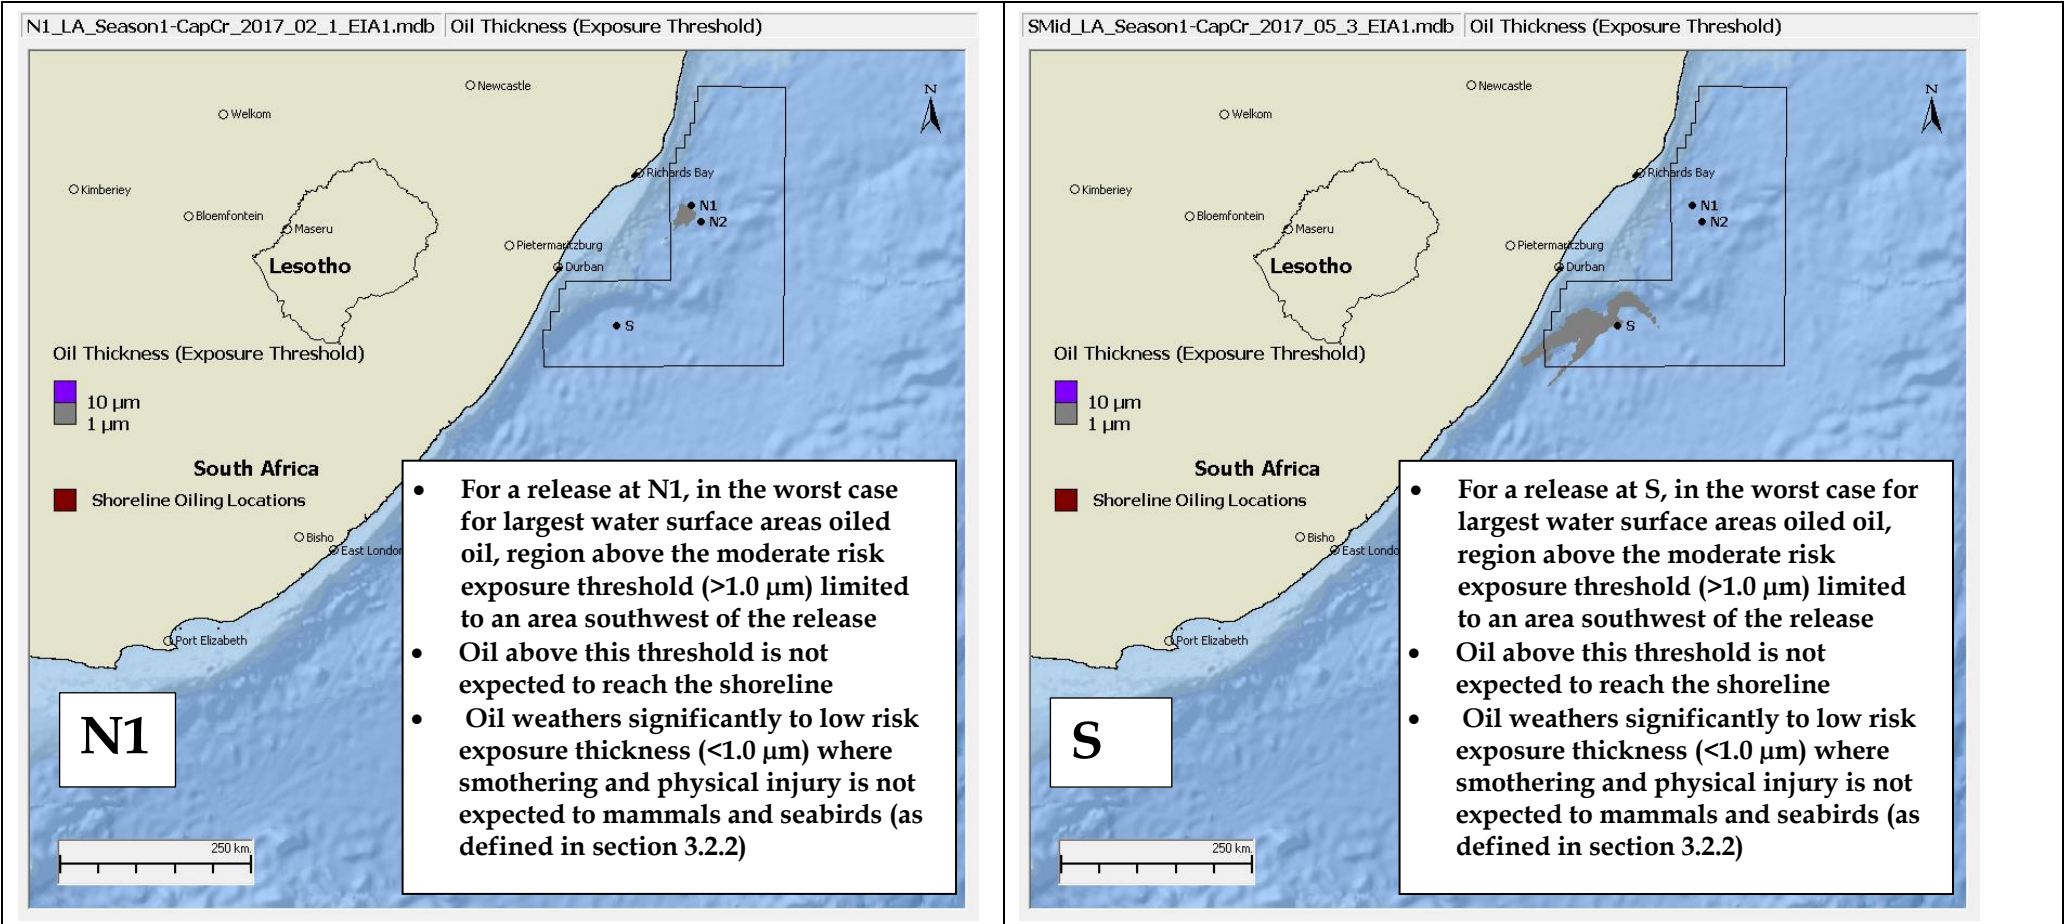 N1_LA_Season1-CapCr_2017_02_1_EIA1.mdb
Oil Thickness (Exposure Threshold)
N
Newcastle
Welkom
Richards Bay
Kimberley
N1
Bloemfontein
N2
Maseru
Pietermaritzburg
Lesotho
Durban
S
Oil Thickness (Exposure Threshold)
10 µm
1 µm
South Africa
Shoreline Oiling Locations
Bisho
East London
Port Elizabeth
N1
250 km.
• For a release at N1, in the worst case
for largest water surface areas oiled
oil, region above the moderate risk
exposure threshold (>1.0 µm) limited
to an area southwest of the release
• Oil above this threshold is not
expected to reach the shoreline
• Oil weathers significantly to low risk
exposure thickness (<1.0 µm) where
smothering and physical injury is not
expected to mammals and seabirds (as
defined in section 3.2.2)
SMid_LA_Season1-CapCr_2017_05_3_EIA1.mdb
Oil Thickness (Exposure Threshold)
N
Newcastle
Welkom
Richards Bay
Kimberley
N1
Bloemfontein
N2
Maseru
Pietermaritzburg
Lesotho
Durban
S
Oil Thickness (Exposure Threshold)
10 µm
1 µm
South Africa
Shoreline Oiling Locations
Bisho
East Londo
Port Elizabeth
S
250 km.
• For a release at S, in the worst case for
largest water surface areas oiled oil,
region above the moderate risk
exposure threshold (>1.0 µm) limited
to an area southwest of the release
• Oil above this threshold is not
expected to reach the shoreline
• Oil weathers significantly to low risk
exposure thickness (<1.0 µm) where
smothering and physical injury is not
expected to mammals and seabirds (as
defined in section 3.2.2)